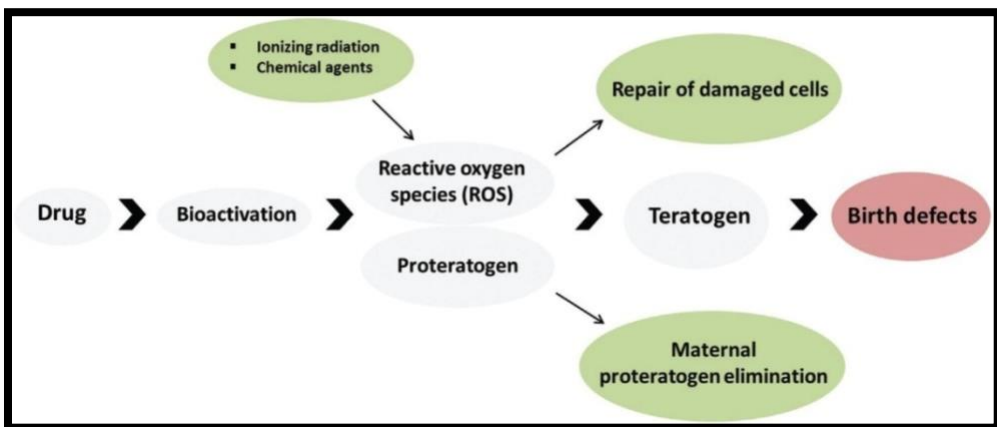 ▪ Ionizing radiation
▪ Chemical agents
Repair of damaged cells
Reactive oxygen
species (ROS)
Drug
Bioactivation
Proteratogen
Teratogen
Birth defects
Maternal
proteratogen elimination